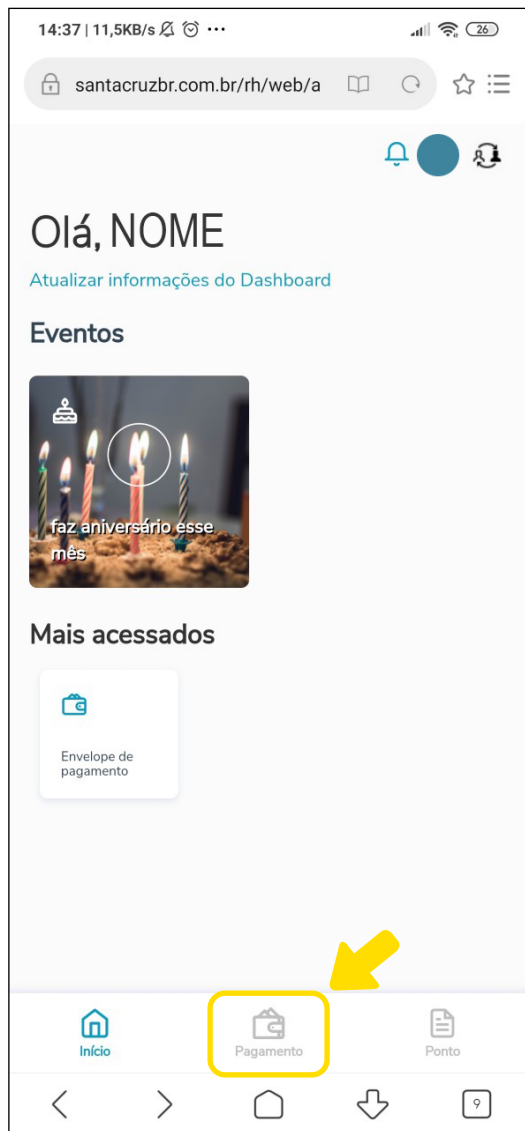 14:37 | 11,5KB/s ... 26
santacruzbr.com.br/rh/web/a
Olá, NOME
Atualizar informações do Dashboard
Eventos
faz aniversário esse
mês
Mais acessados
Envelope de
pagamento
Início Pagamento Ponto
9